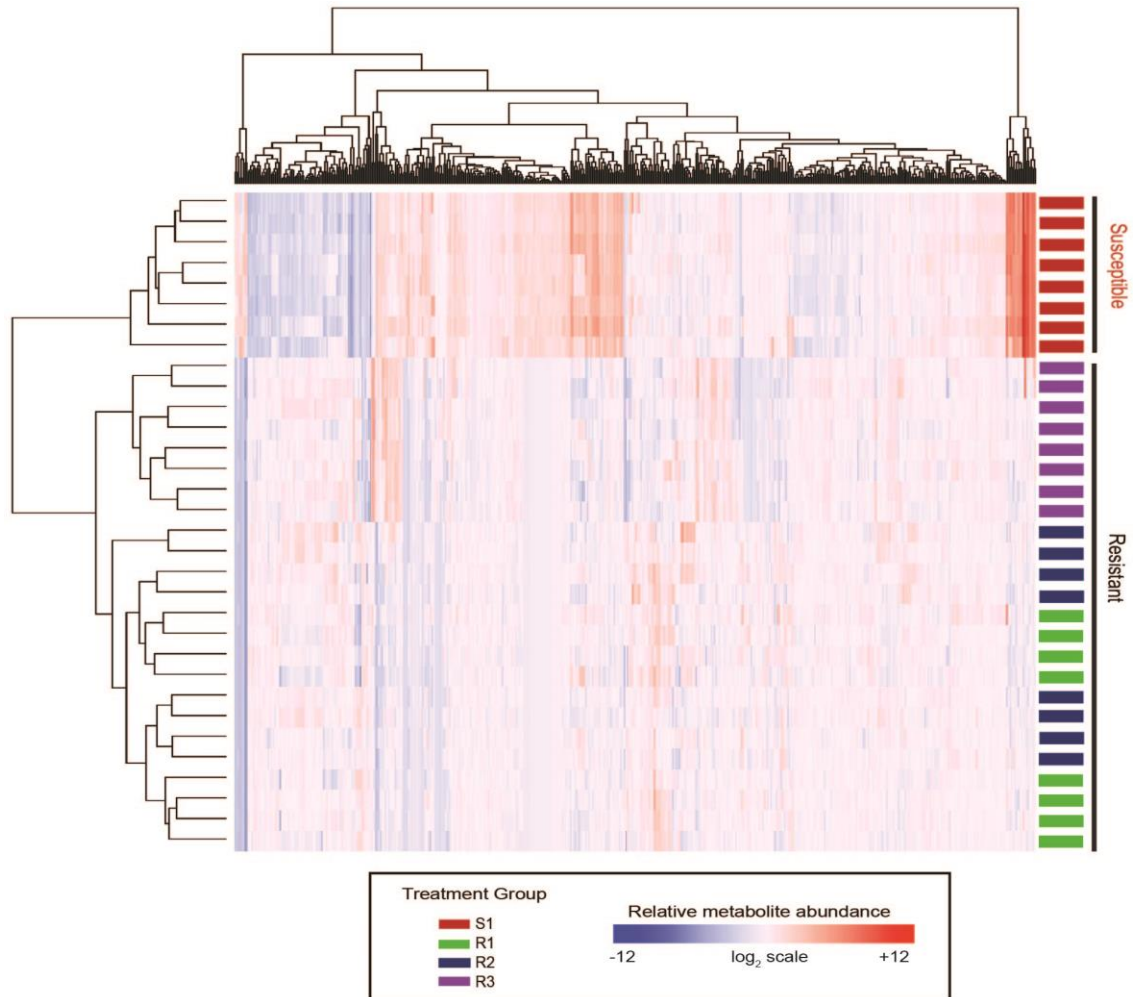 Susceptible
Resistant
Treatment Group
S1
R1
R2
R3
Relative metabolite abundance
-12 log₂ scale +12